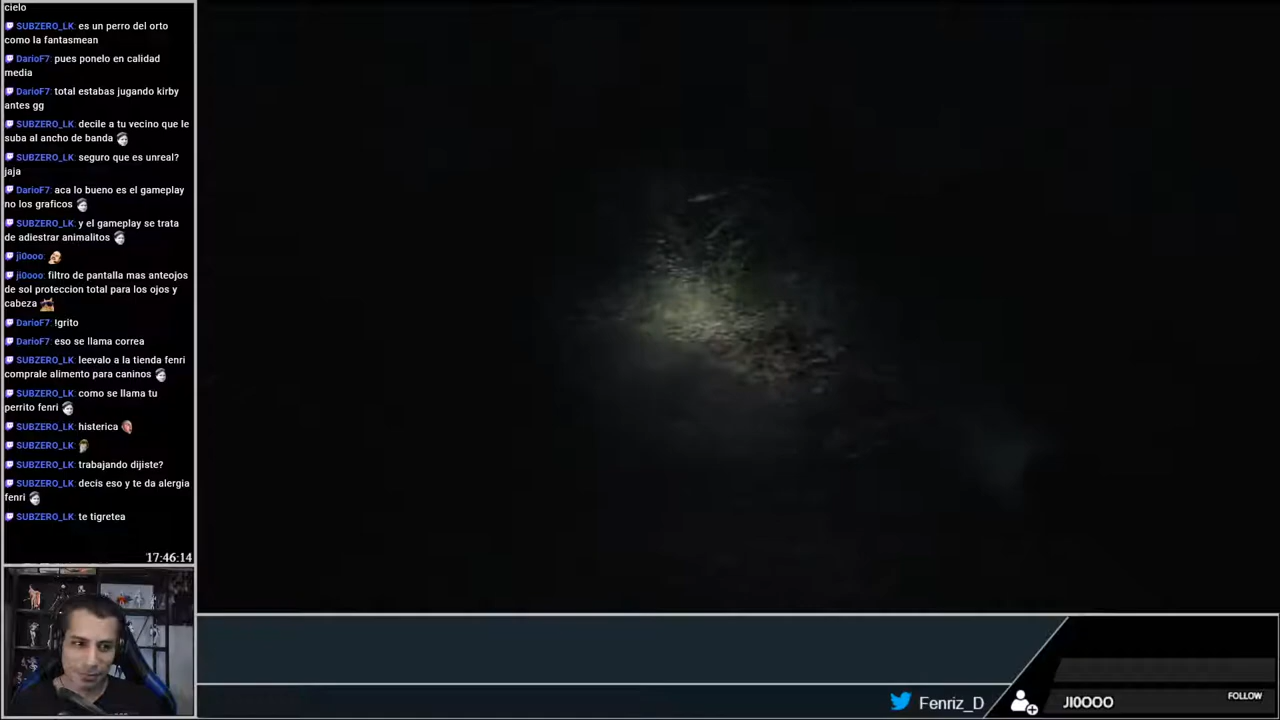 cielo
SUBZERO_LK: es un perro del orto
como la fantasmean
DarioF7: pues ponelo en calidad
media
DarioF7: total estabas jugando kirby
antes gg
SUBZERO_LK: decile a tu vecino que le
suba al ancho de banda
SUBZERO_LK: seguro que es unreal?
jaja
DarioF7: aca lo bueno es el gameplay
no los graficos
SUBZERO_LK: y el gameplay se trata
de adiestrar animalitos
ji0ooo:
ji0ooo: filtro de pantalla mas anteojos
de sol proteccion total para los ojos y
cabeza
DarioF7: !grito
DarioF7: eso se llama correa
SUBZERO_LK: leevalo a la tienda fenri
comprale alimento para caninos
SUBZERO_LK: como se llama tu
perrito fenri
SUBZERO_LK: histerica
SUBZERO_LK:
SUBZERO_LK: trabajando dijiste?
SUBZERO_LK: decis eso y te da alergia
fenri
SUBZERO_LK: te tigretea
17:46:14
Fenriz_D
JI0OOO
FOLLOW